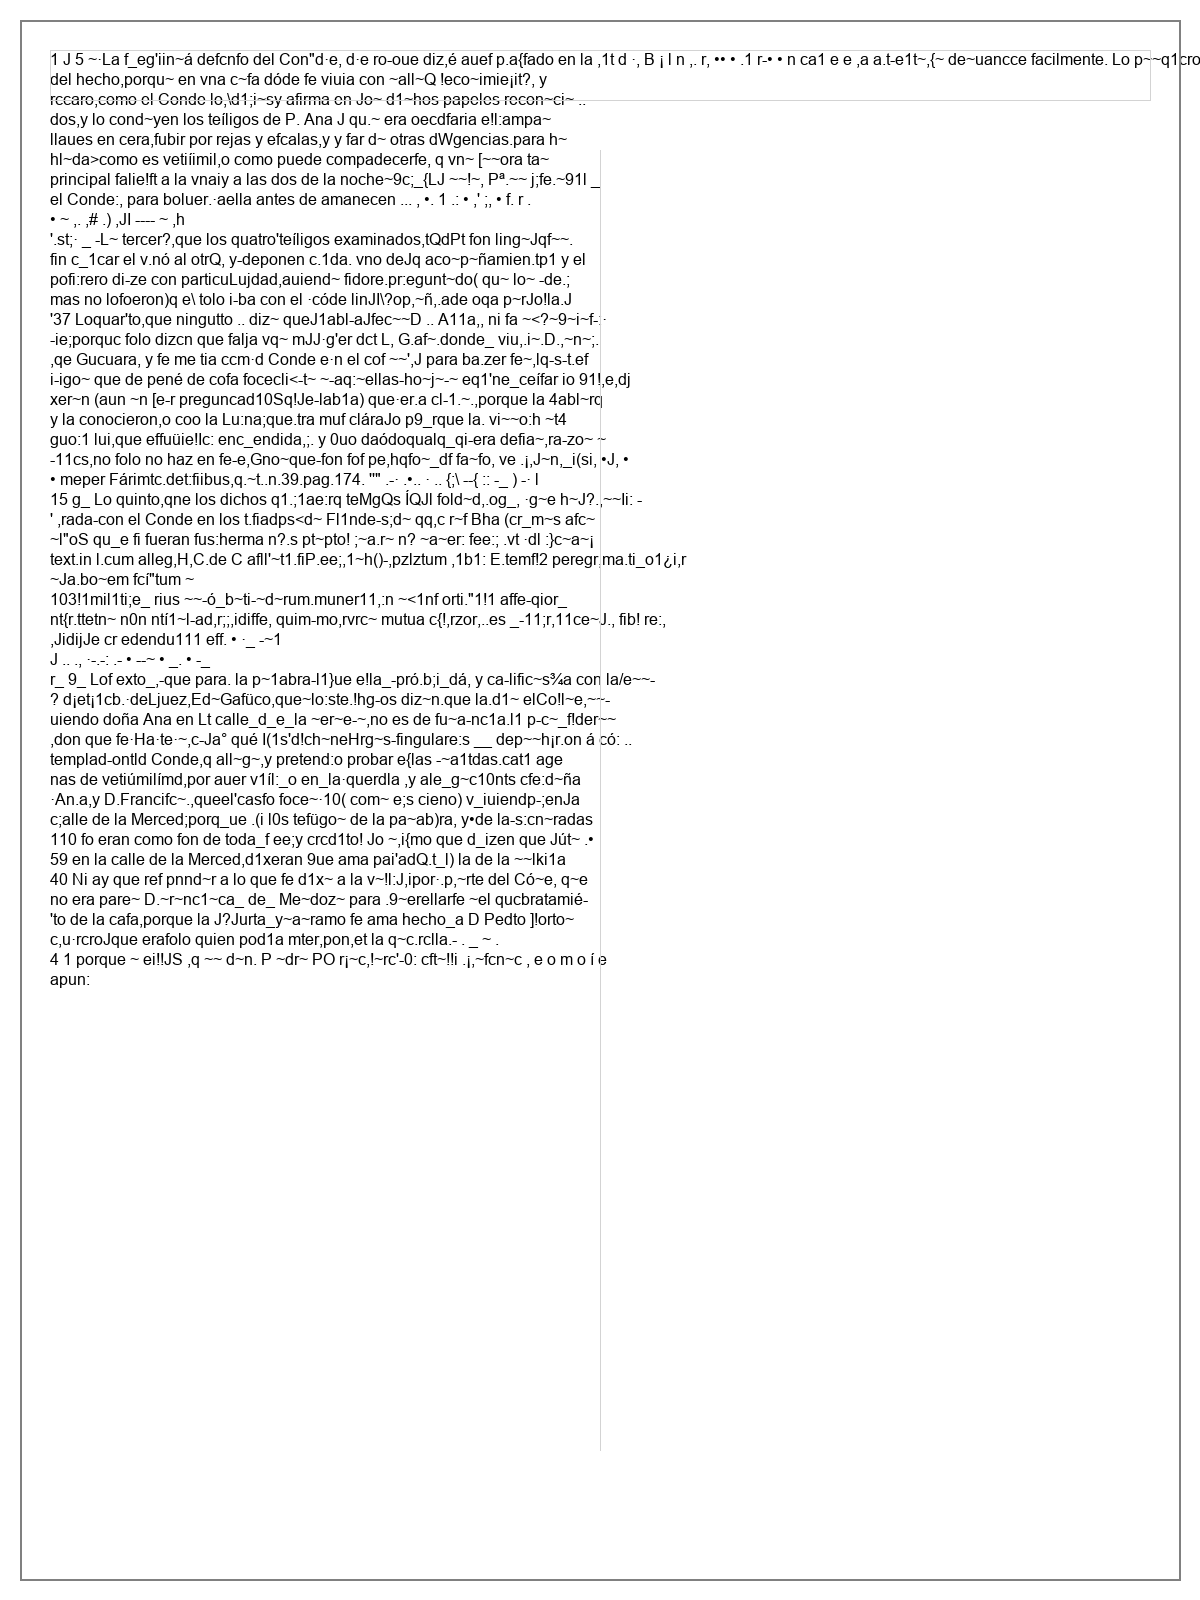 1 J 5 ~·La f_eg'iin~á defcnfo del Con"d·e, d·e ro-oue diz,é auef p.a{fado en la ,1t d ·, B ¡ l n ,. r, •• • .1 r-• • n ca1 e e ,a a.t-e1t~,{~ de~uancce facilmente. Lo p~~q1cro
del hecho,porqu~ en vna c~fa dóde fe viuia con ~all~Q !eco~imie¡it?, y
rccaro,como el Conde lo,\d1;i~sy afirma en Jo~ d1~hos papeles recon~ci~ ..
dos,y lo cond~yen los teíligos de P. Ana J qu.~ era oecdfaria e!l:ampa~
llaues en cera,fubir por rejas y efcalas,y y far d~ otras dWgencias.para h~
hl~da>como es vetiíimil,o como puede compadecerfe, q vn~ [~~ora ta~
principal falie!ft a la vnaiy a las dos de la noche~9c;_{LJ ~~!~, Pª.~~ j;fe.~91l _
el Conde:, para boluer.·aella antes de amanecen ... , •. 1 .: • ,' ;, • f. r .
• ~ ,. ,# .) ,JI ---- ~ ,h
'.st;· _ -L~ tercer?,que los quatro'teíligos examinados,tQdPt fon ling~Jqf~~.
fin c_1car el v.nó al otrQ, y-deponen c.1da. vno deJq aco~p~ñamien.tp1 y el
pofi:rero di-ze con particuLujdad,auiend~ fidore.pr:egunt~do( qu~ lo~ -de.;
mas no lofoeron)q e\ tolo i-ba con el ·códe linJI\?op,~ñ,.ade oqa p~rJo!la.J
'37 Loquar'to,que ningutto .. diz~ queJ1abl-aJfec~~D .. A11a,, ni fa ~<?~9~i~f-:·
-ie;porquc folo dizcn que falja vq~ mJJ·g'er dct L, G.af~.donde_ viu,.i~.D.,~n~;.
,qe Gucuara, y fe me tia ccm·d Conde e·n el cof ~~',J para ba.zer fe~,lq-s-t.ef
i-igo~ que de pené de cofa focecli<-t~ ~-aq:~ellas-ho~j~-~ eq1'ne_ceífar io 91!,e,dj
xer~n (aun ~n [e-r preguncad10Sq!Je-lab1a) que·er.a cl-1.~.,porque la 4abl~rq
y la conocieron,o coo la Lu:na;que.tra muf cláraJo p9_rque la. vi~~o:h ~t4
guo:1 lui,que effuüie!Ic: enc_endida,;. y 0uo daódoqualq_qi-era defia~,ra-zo~ ~
-11cs,no folo no haz en fe-e,Gno~que-fon fof pe,hqfo~_df fa~fo, ve .¡,J~n,_i(si, •J, •
• meper Fárimtc.det:fiibus,q.~t..n.39.pag.174. "'" .-· .•.. · .. {;\ --{ :: -_ ) -· l
15 g_ Lo quinto,qne los dichos q1.;1ae:rq teMgQs ÍQJl fold~d,.og_, ·g~e h~J?.,~~li: -
' ,rada-con el Conde en los t.fiadps<d~ Fl1nde-s;d~ qq,c r~f Bha (cr_m~s afc~
~l"oS qu_e fi fueran fus:herma n?.s pt~pto! ;~a.r~ n? ~a~er: fee:; .vt ·dl :}c~a~¡
text.in l.cum alleg,H,C.de C afll'~t1.fiP.ee;,1~h()-,pzlztum ,1b1: E.temf!2 peregr,ma.ti_o1¿i,r
~Ja.bo~em fcí"tum ~
103!1mil1ti;e_ rius ~~-ó_b~ti-~d~rum.muner11,:n ~<1nf orti."1!1 affe-qior_
nt{r.ttetn~ n0n ntí1~l-ad,r;;,idiffe, quim-mo,rvrc~ mutua c{!,rzor,..es _-11;r,11ce~J., fib! re:,
,JidijJe cr edendu111 eff. • ·_ -~1
J .. ., ·-.-: .- • --~ • _. • -_
r_ 9_ Lof exto_,-que para. la p~1abra-l1}ue e!la_-pró.b;i_dá, y ca-lific~s¾a con la/e~~-
? d¡et¡1cb.·deLjuez,Ed~Gafüco,que~lo:ste.!hg-os diz~n.que la.d1~ elCo!l~e,~~-
uiendo doña Ana en Lt calle_d_e_la ~er~e-~,no es de fu~a-nc1a.l1 p-c~_f!der~~
,don que fe·Ha·te·~,c-Ja° qué I(1s'd!ch~neHrg~s-fingulare:s __ dep~~h¡r.on á có: ..
templad-ontld Conde,q all~g~,y pretend:o probar e{las -~a1tdas.cat1 age
nas de vetiúmilímd,por auer v1íl:_o en_la·querdla ,y ale_g~c10nts cfe:d~ña
·An.a,y D.Francifc~.,queel'casfo foce~·10( com~ e;s cieno) v_iuiendp-;enJa
c;alle de la Merced;porq_ue .(i l0s tefügo~ de la pa~ab)ra, y•de la-s:cn~radas
110 fo eran como fon de toda_f ee;y crcd1to! Jo ~,i{mo que d_izen que Jút~ .•
59 en la calle de la Merced,d1xeran 9ue ama pai'adQ.t_l) la de la ~~lki1a
40 Ni ay que ref pnnd~r a lo que fe d1x~ a la v~!l:J,ipor·.p,~rte del Có~e, q~e
no era pare~ D.~r~nc1~ca_ de_ Me~doz~ para .9~erellarfe ~el qucbratamié-
'to de la cafa,porque la J?Jurta_y~a~ramo fe ama hecho_a D Pedto ]!orto~
c,u·rcroJque erafolo quien pod1a mter,pon,et la q~c.rclla.- . _ ~ .
4 1 porque ~ ei!!JS ,q ~~ d~n. P ~dr~ PO r¡~c,!~rc'-0: cft~!!i .¡,~fcn~c , e o m o í e
apun: